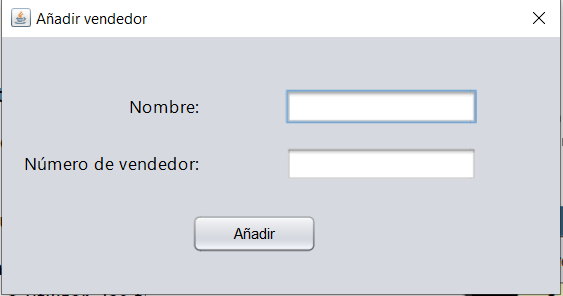 Añadir vendedor
Nombre:
Número de vendedor:
Añadir